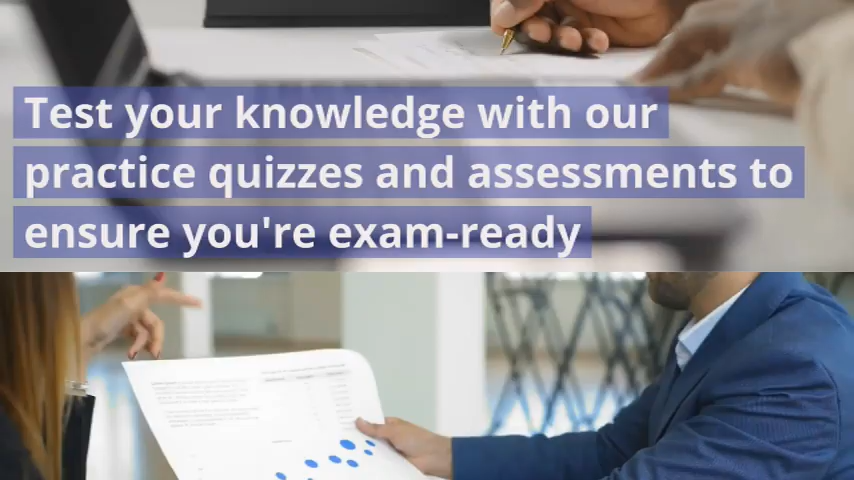 Test your knowledge with our
practice quizzes and assessments to
ensure you're exam-ready